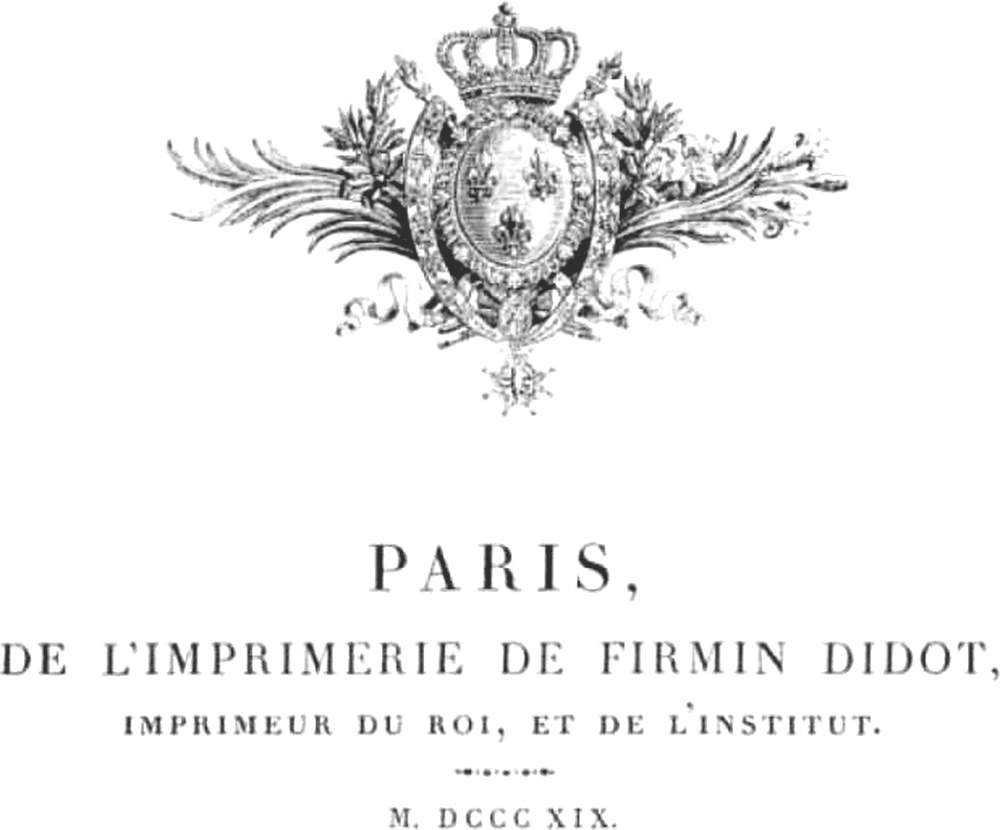 PARIS,
DE L'IMPRIMERIE DE FIRMIN DIDOT,
IMPRIMEUR DU ROI, ET DE L'INSTITUT.
M. DCCC XIX.